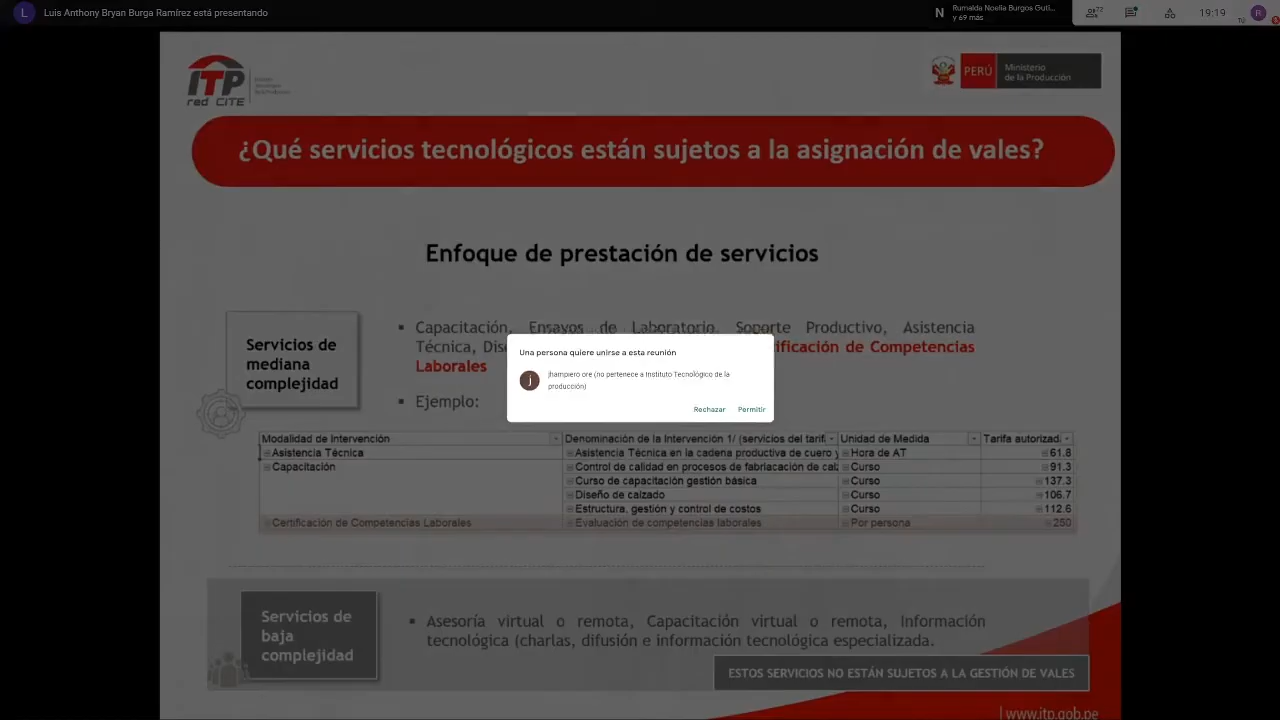 L Luis Anthony Bryan Burga Ramírez está presentando
N Rumalda Noelia Burgos Guti...
y 69 más
77
19:19
Tú
R
ITP
red CITE
PERÚ
Ministerio
de la Producción
¿Qué servicios tecnológicos están sujetos a la asignación de vales?
Enfoque de prestación de servicios
Servicios de
mediana
complejidad
▪ Capacitación, Ensayos de Laboratorio, Soporte Productivo, Asistencia
Técnica, ificación de Competencias
Laborales
▪ Ejemplo:
Una persona quiere unirse a esta reunión
j
jhampiero ore (no pertenece a Instituto Tecnológico de la
producción)
Rechazar Permitir
Modalidad de Intervención Denominación de la Intervención 1/ (servicios del tarifa Unidad de Medida Tarifa autorizad
Asistencia Técnica Asistencia Técnica en la cadena productiva de cuero y Hora de AT 61.8
Capacitación Control de calidad en procesos de fabriacación de calz Curso 91.3
Curso de capacitación gestión básica Curso 137.3
Diseño de calzado Curso 106.7
Estructura, gestión y control de costos Curso 112.6
Certificación de Competencias Laborales Evaluación de competencias laborales Por persona 250
Servicios de
baja
complejidad
▪ Asesoría virtual o remota, Capacitación virtual o remota, Información
tecnológica (charlas, difusión e información tecnológica especializada.
ESTOS SERVICIOS NO ESTÁN SUJETOS A LA GESTIÓN DE VALES
www.itp.gob.pe